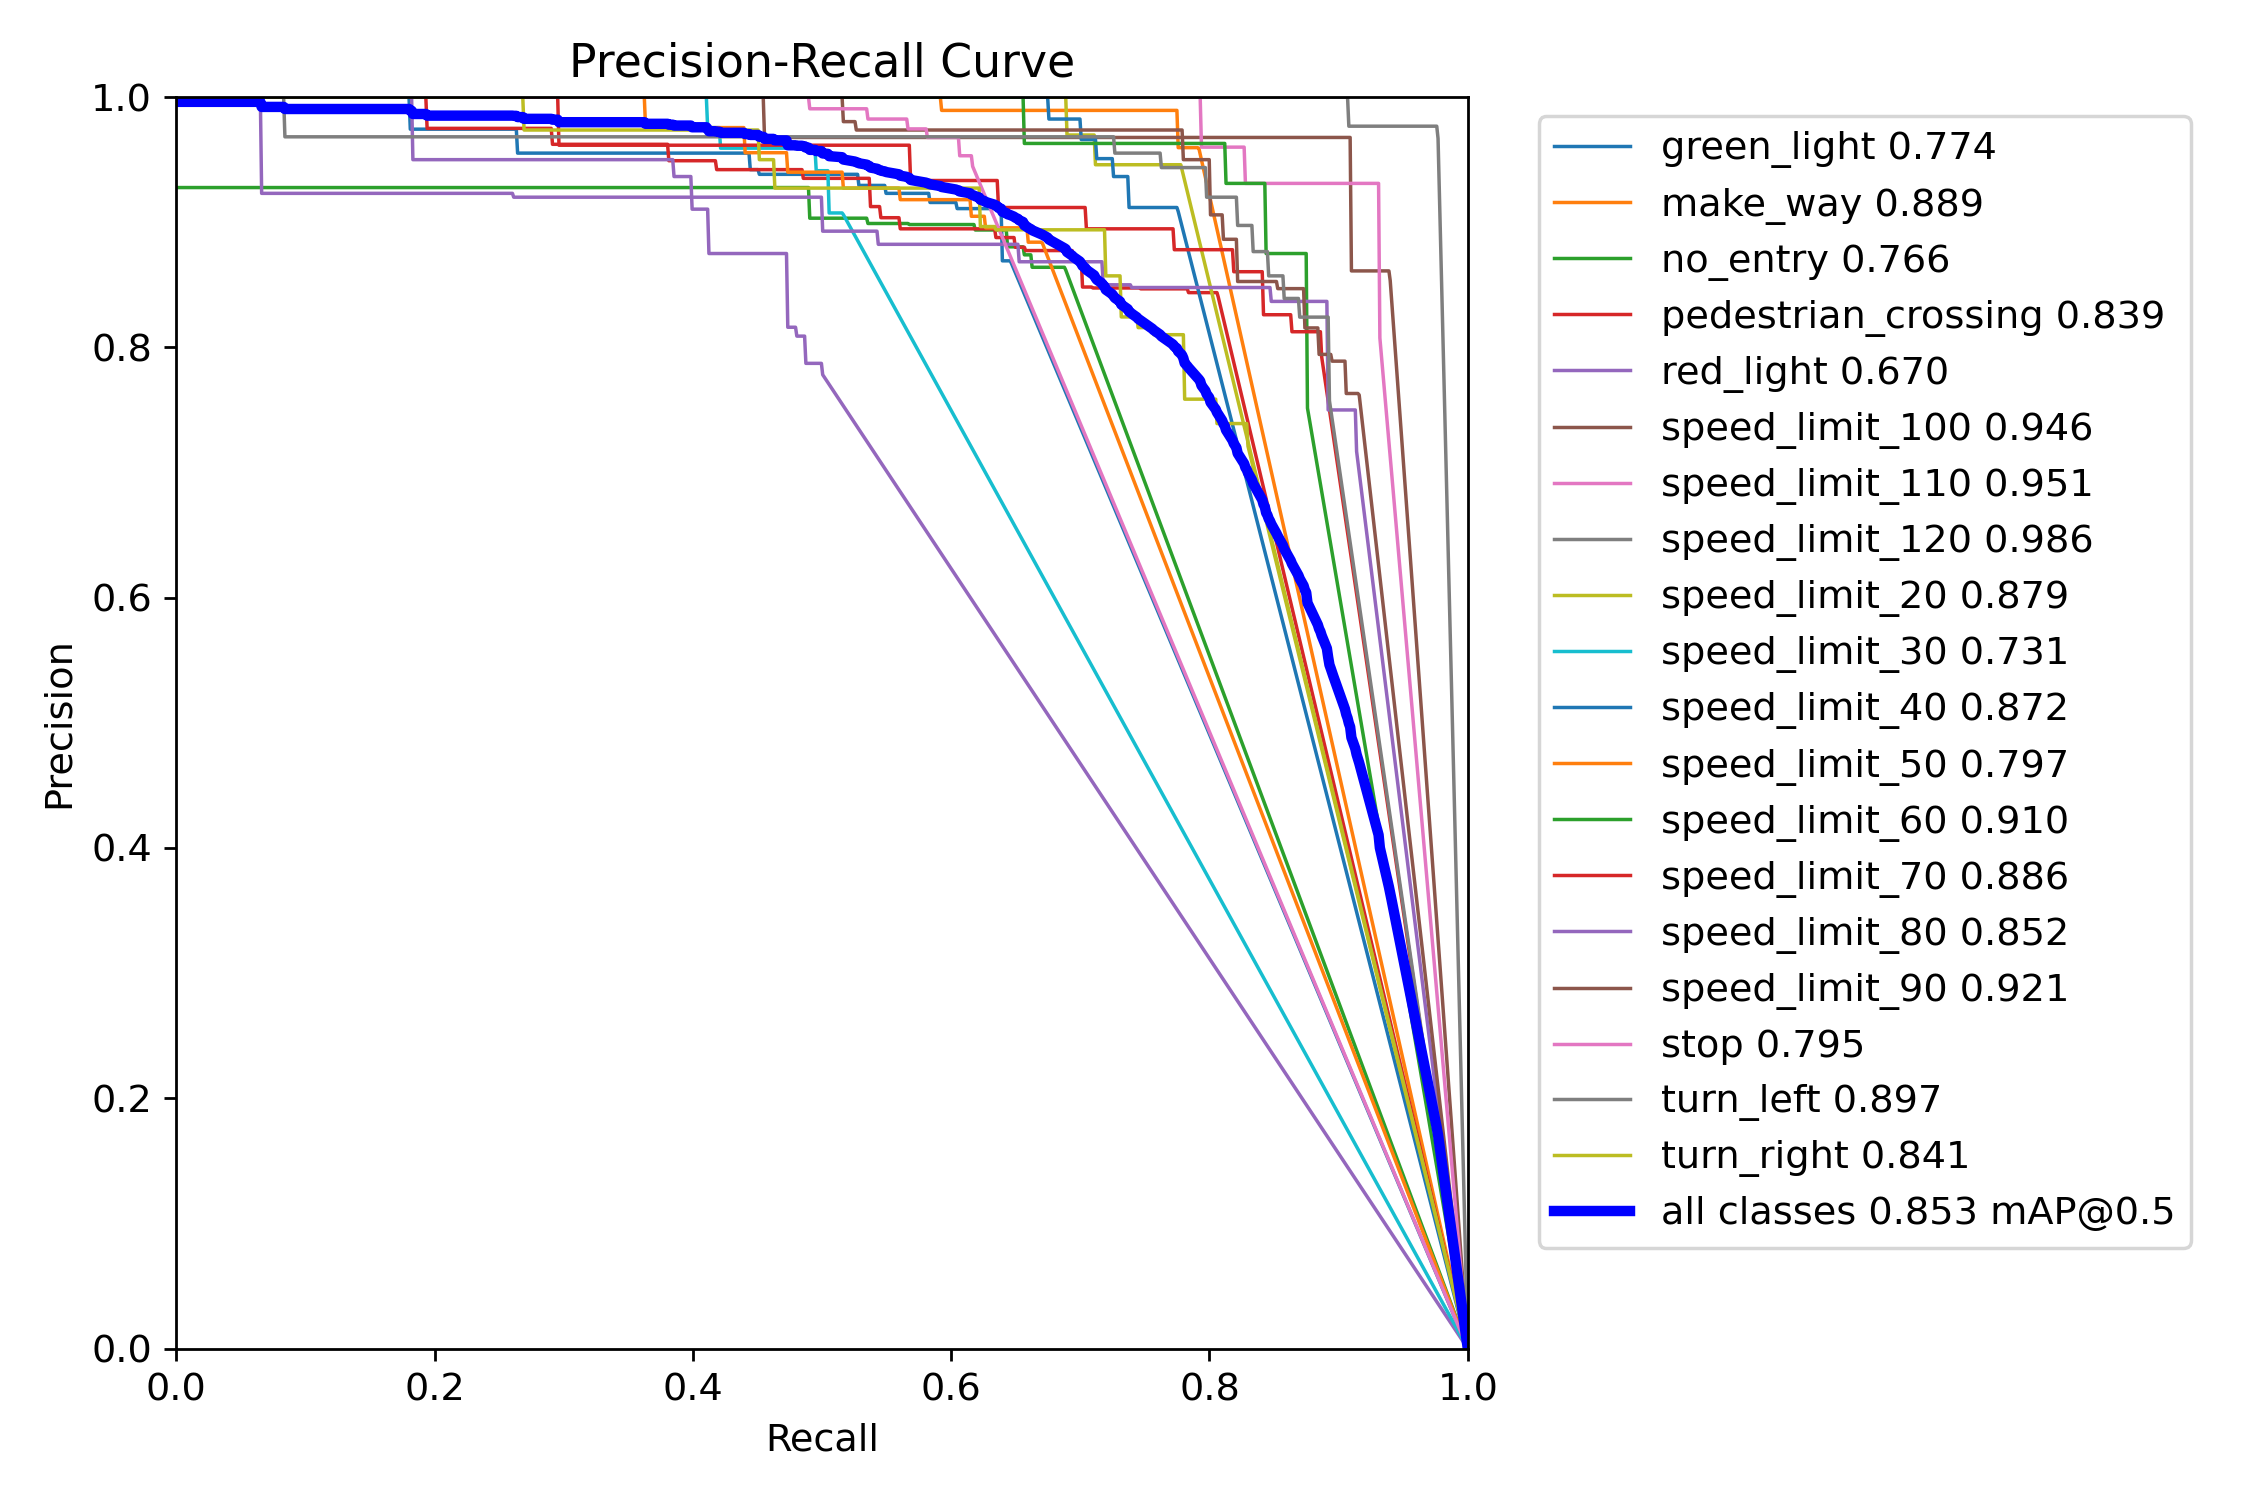 Precision-Recall Curve
1.0
0.8
0.6
0.4
0.2
0.0
Precision
0.0 0.2 0.4 0.6 0.8 1.0
Recall
green_light 0.774
make_way 0.889
no_entry 0.766
pedestrian_crossing 0.839
red_light 0.670
speed_limit_100 0.946
speed_limit_110 0.951
speed_limit_120 0.986
speed_limit_20 0.879
speed_limit_30 0.731
speed_limit_40 0.872
speed_limit_50 0.797
speed_limit_60 0.910
speed_limit_70 0.886
speed_limit_80 0.852
speed_limit_90 0.921
stop 0.795
turn_left 0.897
turn_right 0.841
all classes 0.853 mAP@0.5